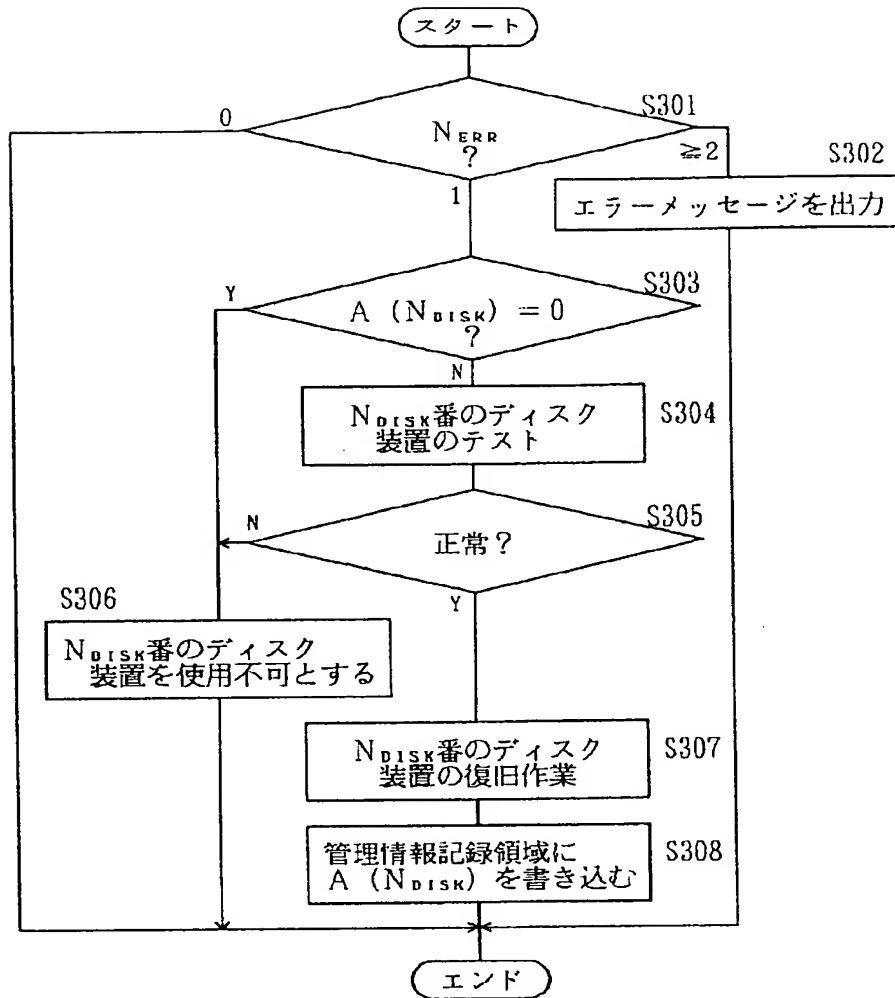 スタート
0
S301
N_ERR
?
≧2
1
S302
エラーメッセージを出力
Y
S303
A (N_DISK) =0
?
N
N_DISK番のディスク
装置のテスト
S304
N
S305
正常?
Y
S306
N_DISK番のディスク
装置を使用不可とする
N_DISK番のディスク
装置の復旧作業
S307
管理情報記録領域に
A (N_DISK) を書き込む
S308
エンド